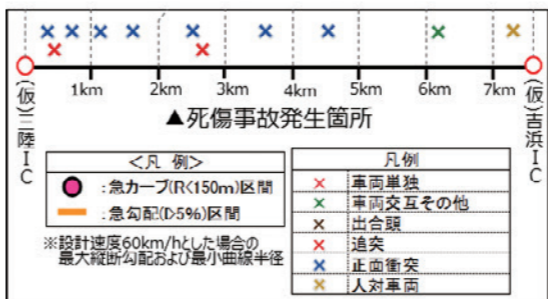 1km 2km 3km 4km 5km 6km 7km
(仮)三陸IC
(仮)吉浜IC
▲死傷事故発生箇所
<凡 例>
:急カーブ(R<150m)区間
:急勾配(I>5%)区間
※設計速度60km/hとした場合の
最大縦断勾配および最小曲線半径
凡例
車両単独
車両交互その他
出合頭
追突
正面衝突
人対車両